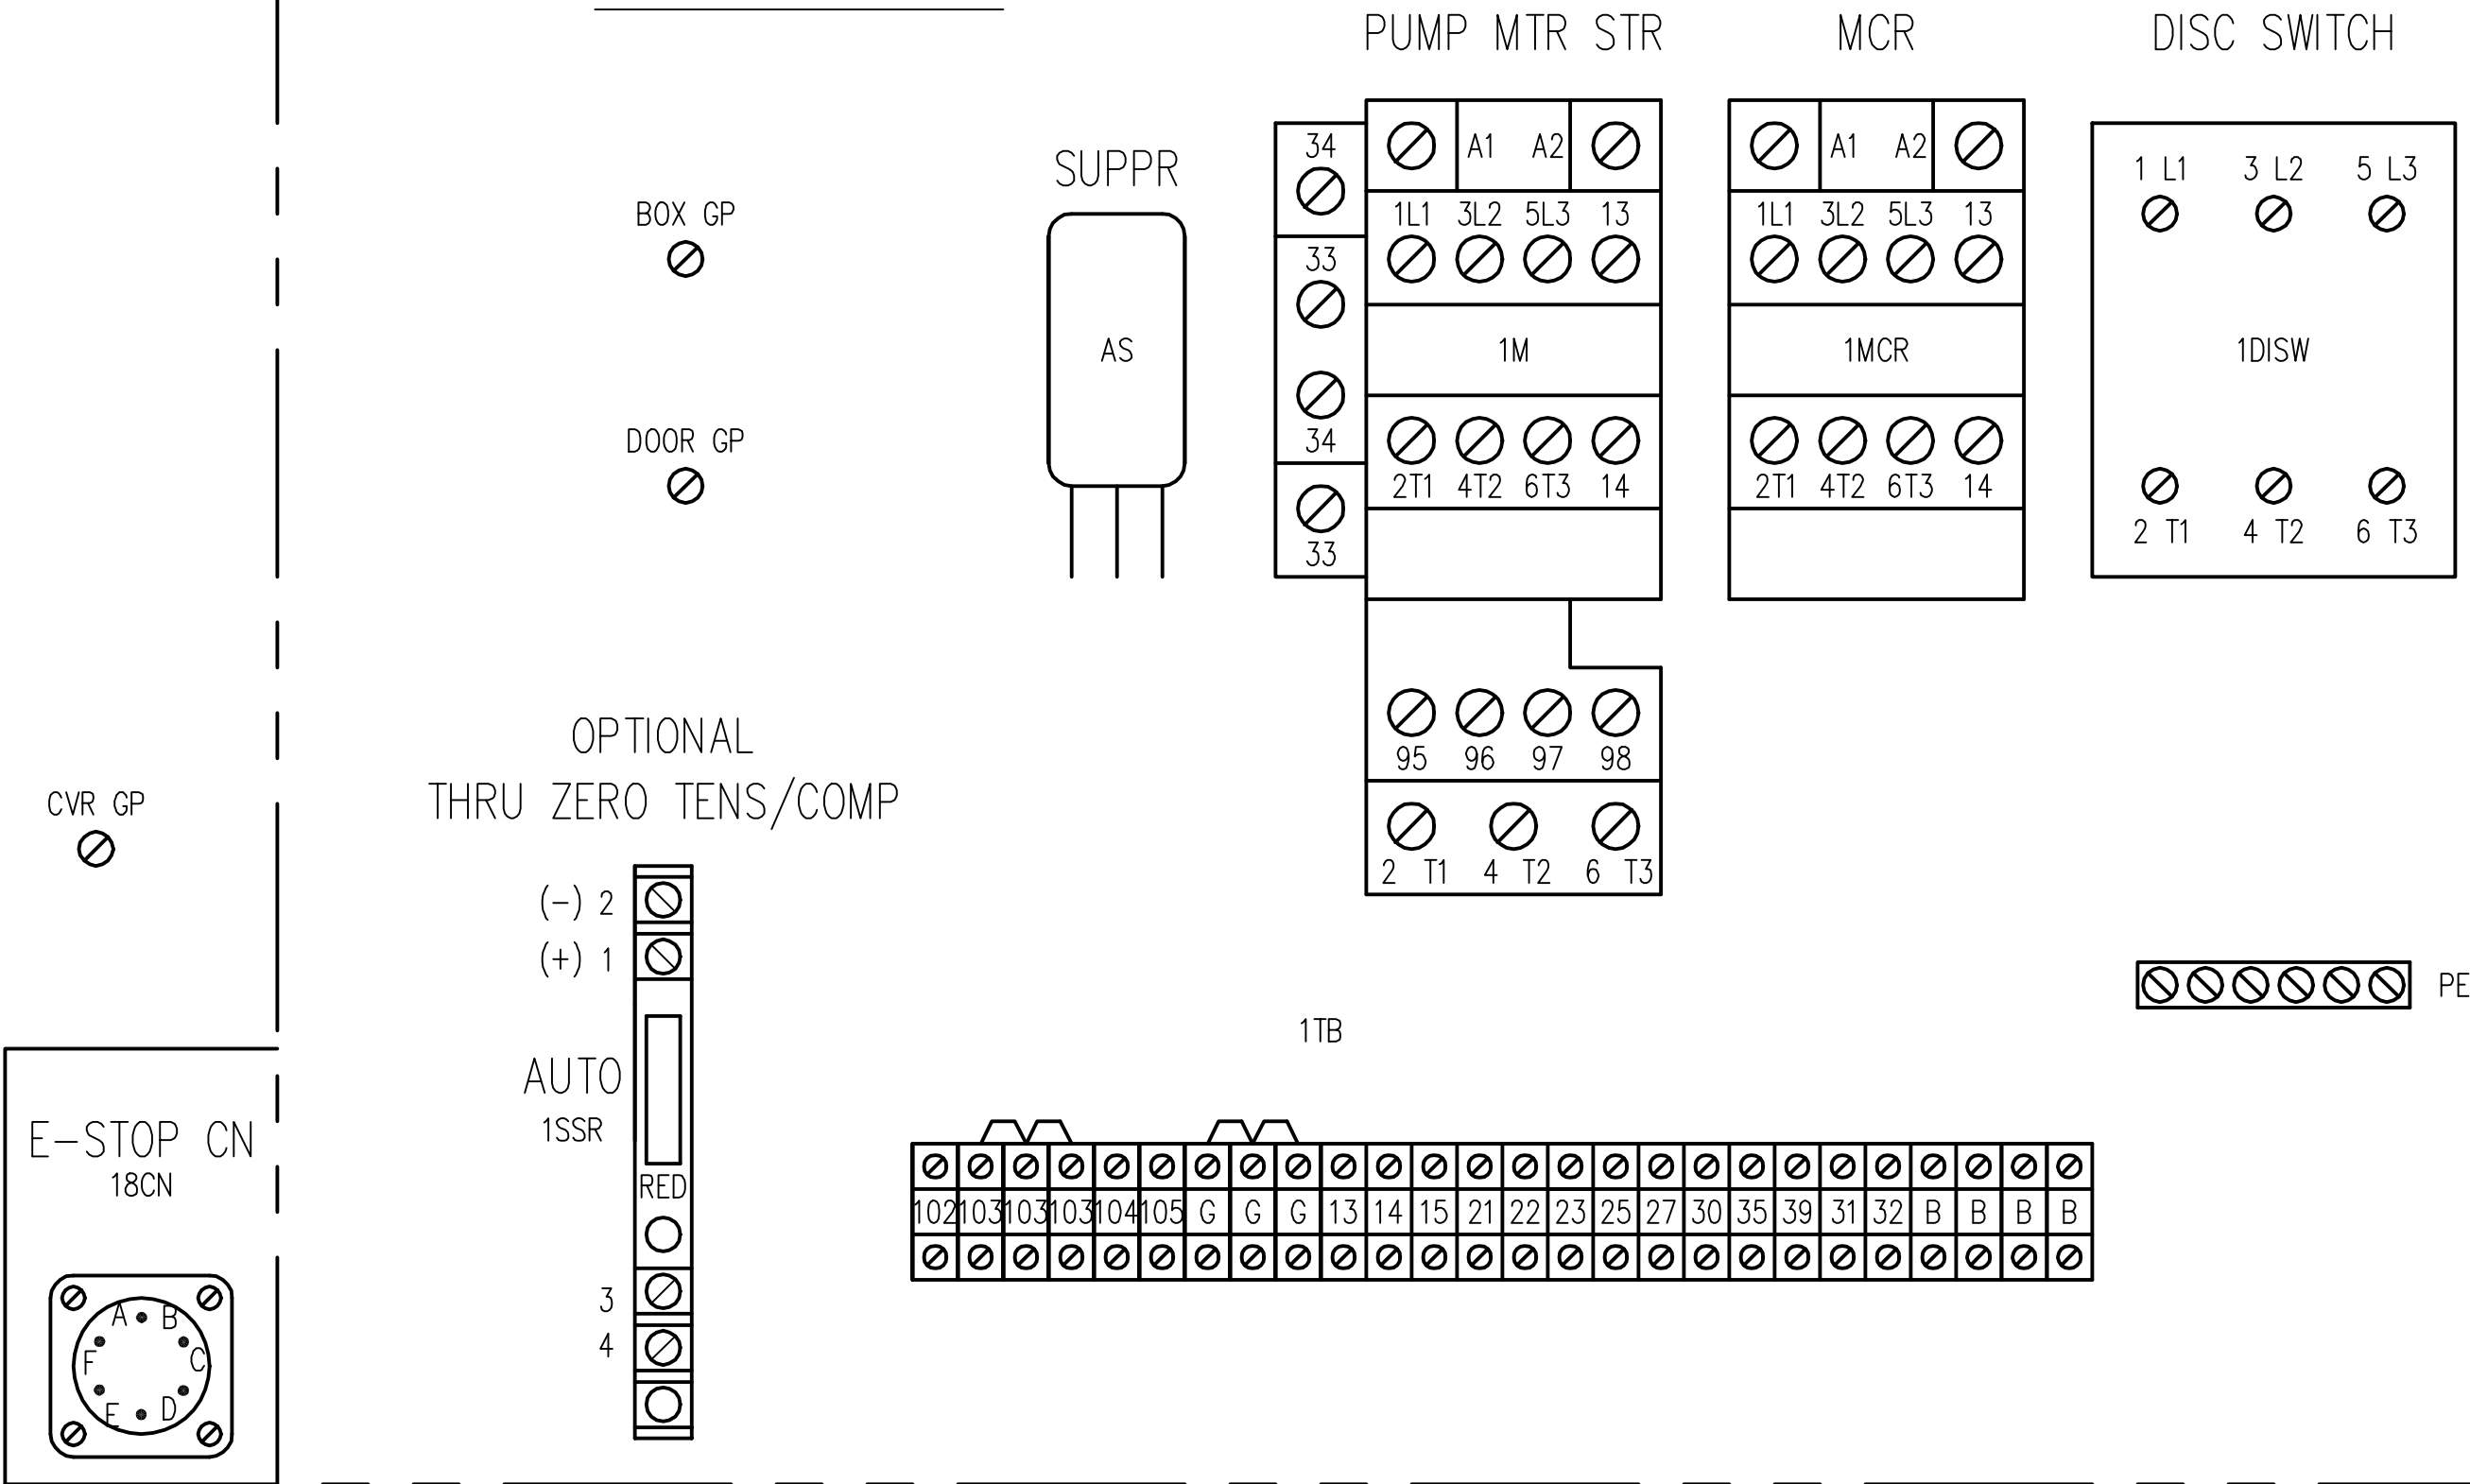 PUMP MTR STR
MCR
DISC SWITCH
SUPPR
AS
BOX GP
DOOR GP
34
33
34
33
A1 A2
1L1 3L2 5L3 13
1M
2T1 4T2 6T3 14
95 96 97 98
2 T1 4 T2 6 T3
A1 A2
1L1 3L2 5L3 13
1MCR
2T1 4T2 6T3 14
1 L1 3 L2 5 L3
1DISW
2 T1 4 T2 6 T3
CVR GP
OPTIONAL
THRU ZERO TENS/COMP
(-) 2
(+) 1
AUTO
1SSR
RED
3
4
PE
1TB
102 103 103 103 104 105 G G G 13 14 15 21 22 23 25 27 30 35 39 31 32 B B B B
E-STOP CN
18CN
A B
F C
E D